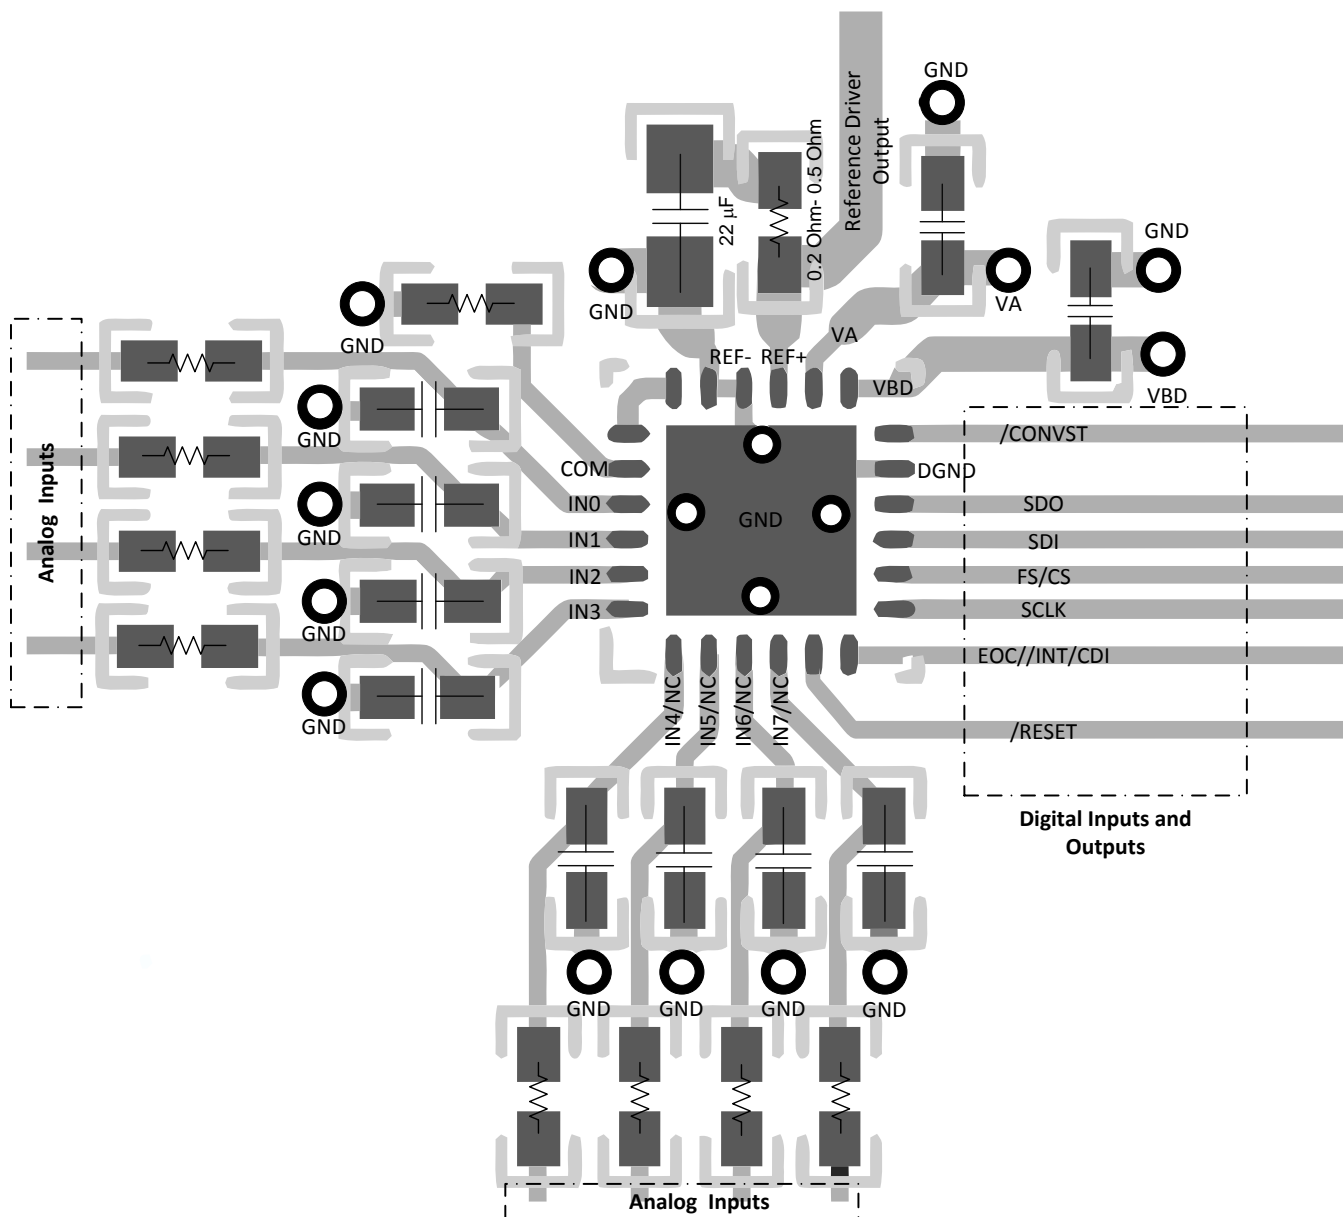 GND
Reference Driver
Output
0.2 Ohm- 0.5 Ohm
22 µF
GND
GND
VA
GND
VBD
VA
REF-
REF+
VBD
GND
GND
GND
GND
GND
Analog Inputs
COM
IN0
IN1
IN2
IN3
GND
/CONVST
DGND
SDO
SDI
FS/CS
SCLK
EOC//INT/CDI
/RESET
Digital Inputs and
Outputs
IN4/NC
IN5/NC
IN6/NC
IN7/NC
GND
GND
GND
GND
Analog Inputs